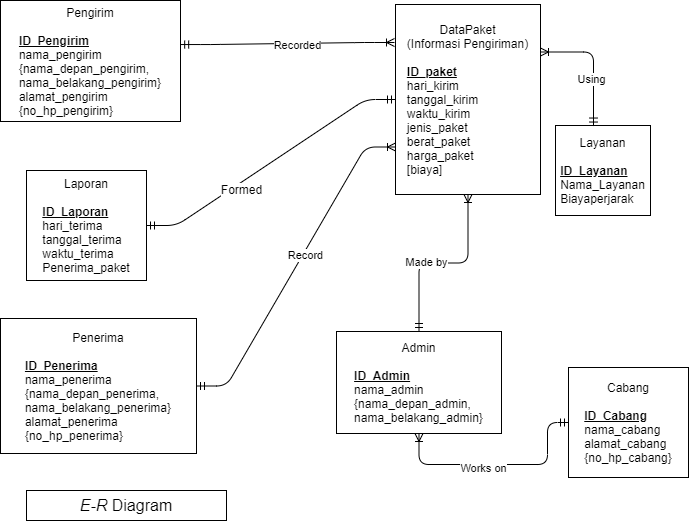 Pengirim
ID_Pengirim
nama_pengirim
{nama_depan_pengirim,
nama_belakang_pengirim}
alamat_pengirim
{no_hp_pengirim}
Recorded
DataPaket
(Informasi Pengiriman)
ID_paket
hari_kirim
tanggal_kirim
waktu_kirim
jenis_paket
berat_paket
harga_paket
[biaya]
Using
Layanan
ID_Layanan
Nama_Layanan
Biayaperjarak
Laporan
ID_Laporan
hari_terima
tanggal_terima
waktu_terima
Penerima_paket
Formed
Record
Made by
Penerima
ID_Penerima
nama_penerima
{nama_depan_penerima,
nama_belakang_penerima}
alamat_penerima
{no_hp_penerima}
Admin
ID_Admin
nama_admin
{nama_depan_admin,
nama_belakang_admin}
Cabang
ID_Cabang
nama_cabang
alamat_cabang
{no_hp_cabang}
Works on
E-R Diagram